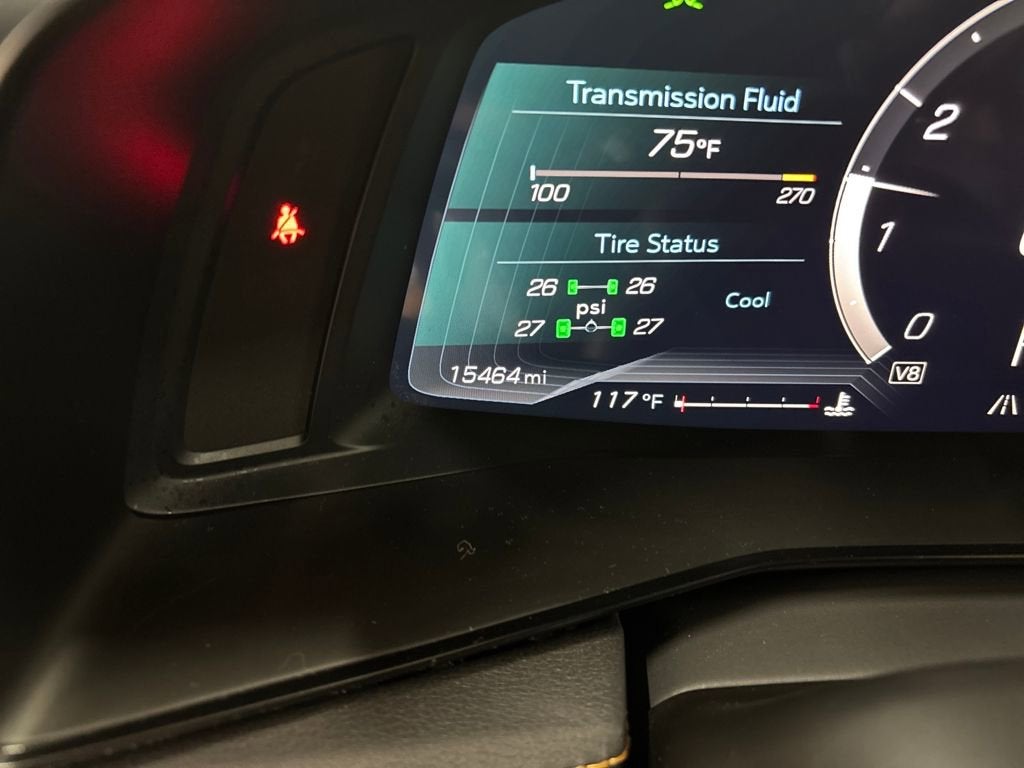 Transmission Fluid
75°F
100 270
Tire Status
26 26
psi
Cool
27 27
15464 mi
117 °F
2
1
0
V8